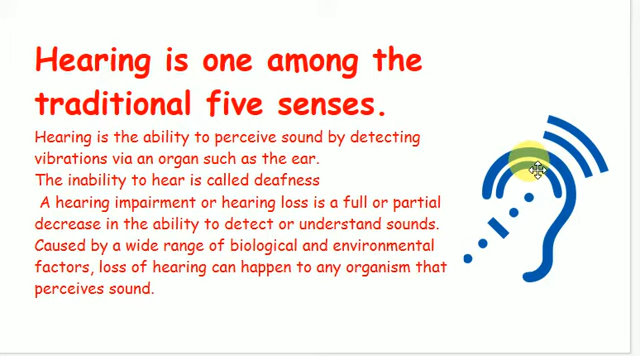 Hearing is one among the
traditional five senses.
Hearing is the ability to perceive sound by detecting
vibrations via an organ such as the ear.
The inability to hear is called deafness
A hearing impairment or hearing loss is a full or partial
decrease in the ability to detect or understand sounds.
Caused by a wide range of biological and environmental
factors, loss of hearing can happen to any organism that
perceives sound.